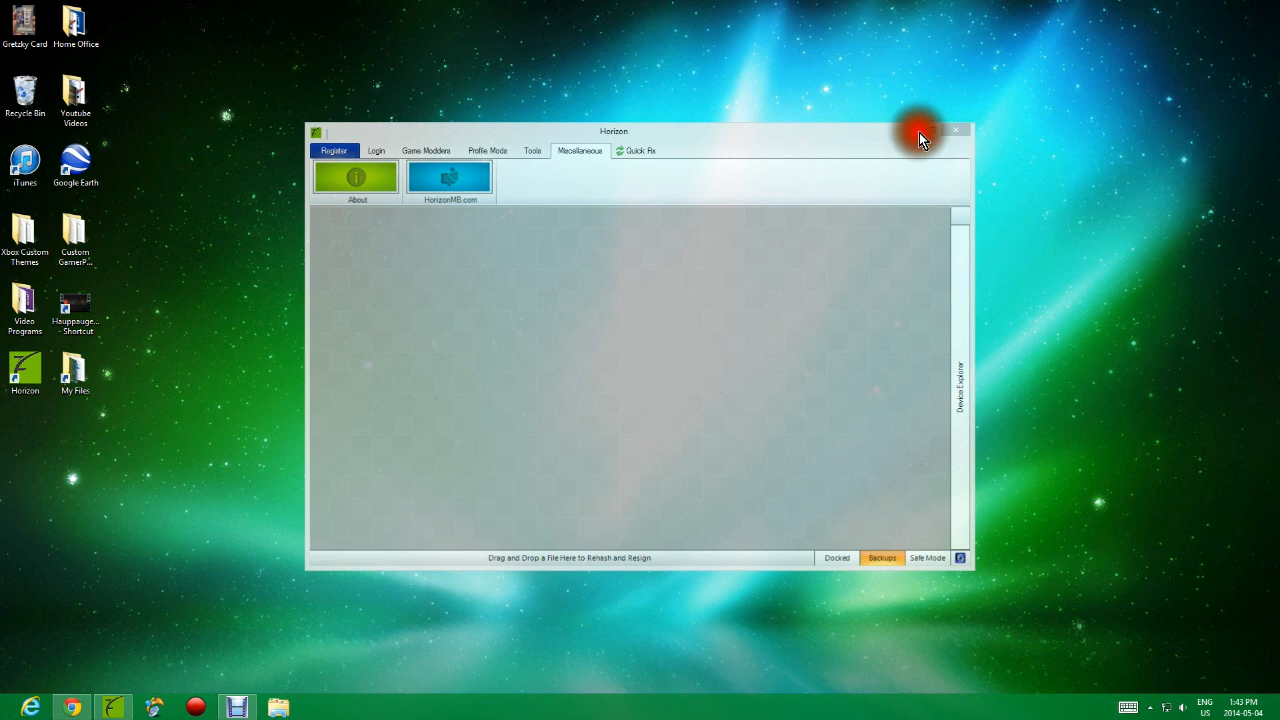 Gretzky Card
Home Office
Recycle Bin
Youtube
Videos
iTunes
Google Earth
Xbox Custom
Themes
Custom
GamerP...
Video
Programs
Hauppauge...
- Shortcut
Horizon
My Files
Horizon
Register
Login
Game Modders
Profile Mods
Tools
Miscellaneous
Quick Fix
About
HorizonMB.com
Device Explorer
Drag and Drop a File Here to Rehash and Resign
Docked
Backups
Safe Mode
ENG
US
1:43 PM
2014-05-04